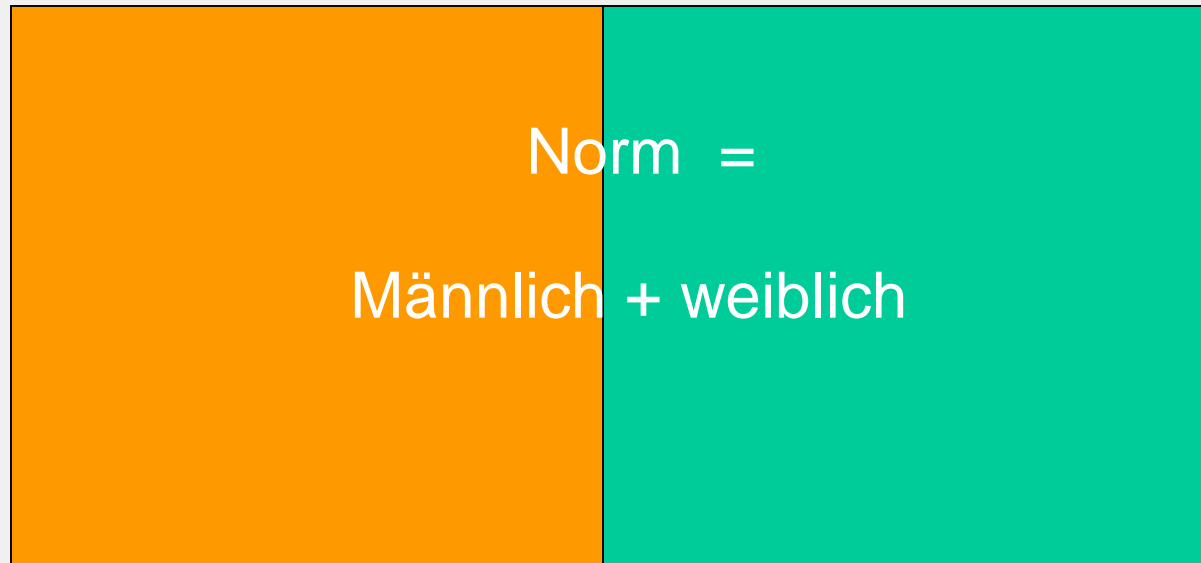 Norm =
Männlich + weiblich